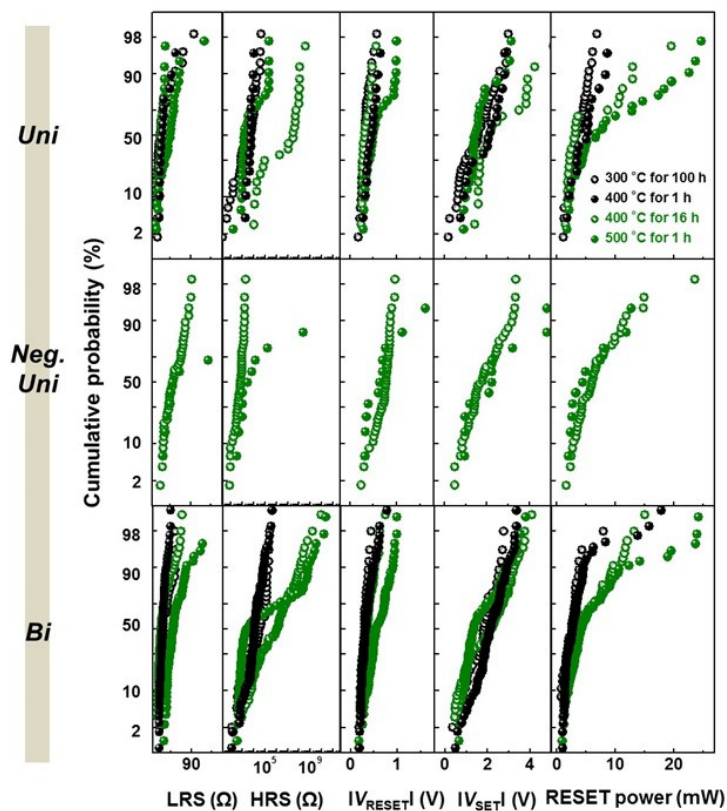 Uni
Neg.
Uni
Bi
Cumulative probability (%)
98
90
50
10
2
98
90
50
10
2
98
90
50
10
2
300 °C for 100 h
400 °C for 1 h
400 °C for 16 h
500 °C for 1 h
90
10^5
10^9
0
1
0
2
4
0
10
20
LRS (Ω)
HRS (Ω)
|V_RESET| (V)
|V_SET| (V)
RESET power (mW)